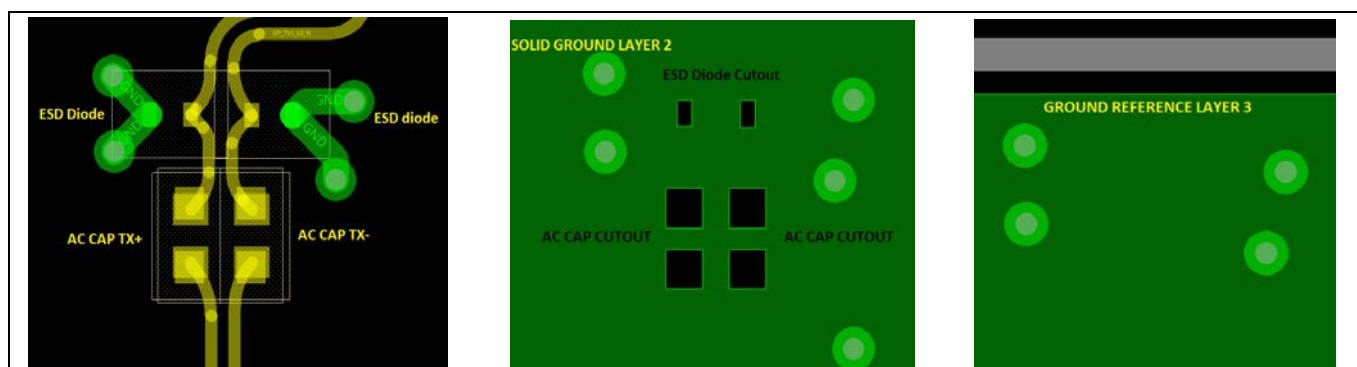 DP_TX1_L2_N
GND
GND
ESD Diode
GND
GND
ESD diode
AC CAP TX+
AC CAP TX-
SOLID GROUND LAYER 2
ESD Diode Cutout
AC CAP CUTOUT
AC CAP CUTOUT
GROUND REFERENCE LAYER 3